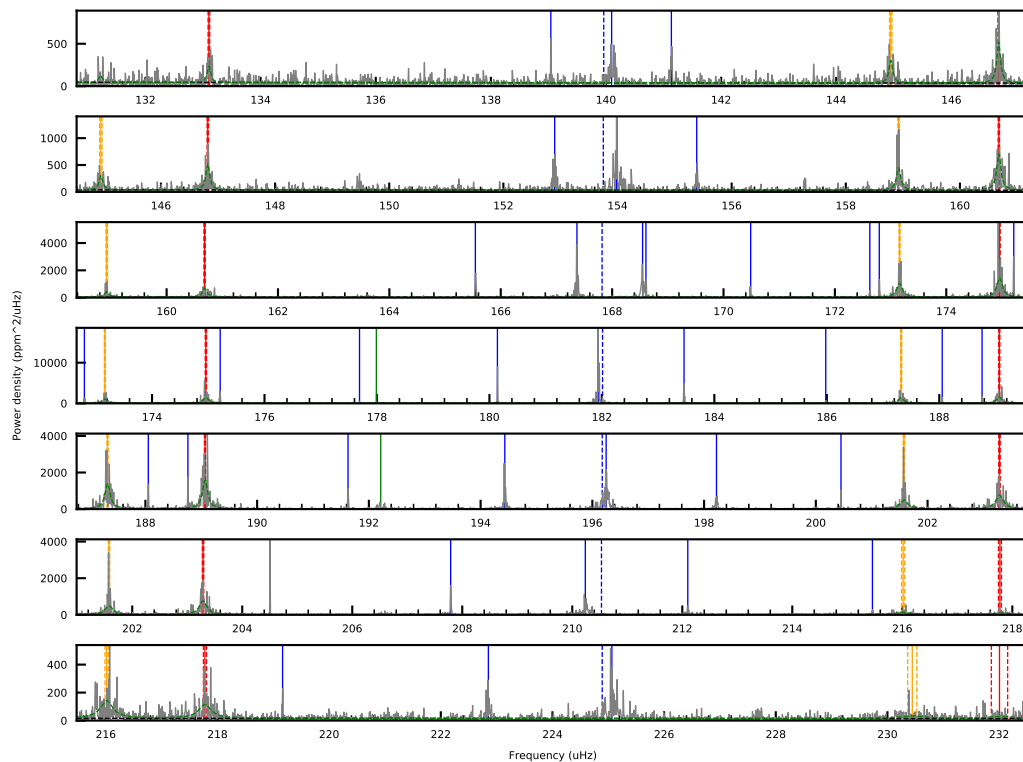 500
0
132 134 136 138 140 142 144 146
1000
500
0
146 148 150 152 154 156 158 160
4000
2000
0
160 162 164 166 168 170 172 174
Power density (ppm^2/uHz)
10000
0
174 176 178 180 182 184 186 188
4000
2000
0
188 190 192 194 196 198 200 202
4000
2000
0
202 204 206 208 210 212 214 216 218
400
200
0
216 218 220 222 224 226 228 230 232
Frequency (uHz)